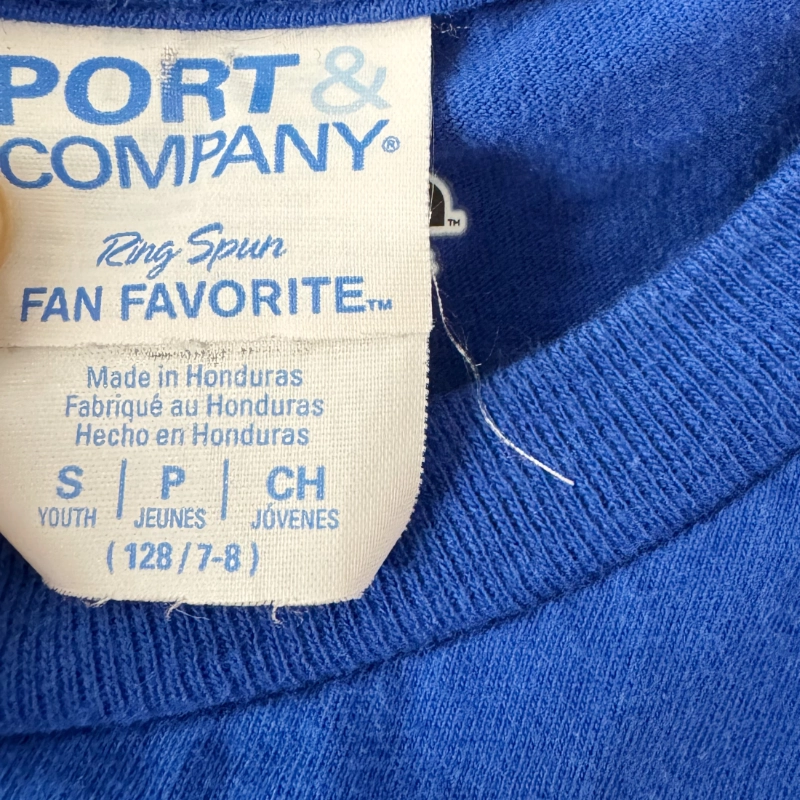 PORT &
COMPANY®
Ring Spun
FAN FAVORITE™
Made in Honduras
Fabriqué au Honduras
Hecho en Honduras
S | P | CH
YOUTH | JEUNES | JÓVENES
(128/7-8)
TM